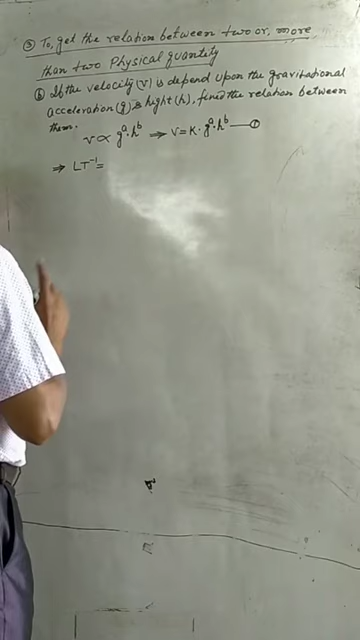 ③ To, get the relation between two or, more
than two Physical quantity
⑥ If the velocity (v) is depend upon the gravitational
acceleration (g) & hight (h), find the relation between
them.
v ∝ g^a · h^b ⇒ v = K · g^a · h^b — ①
⇒ LT^-1 =